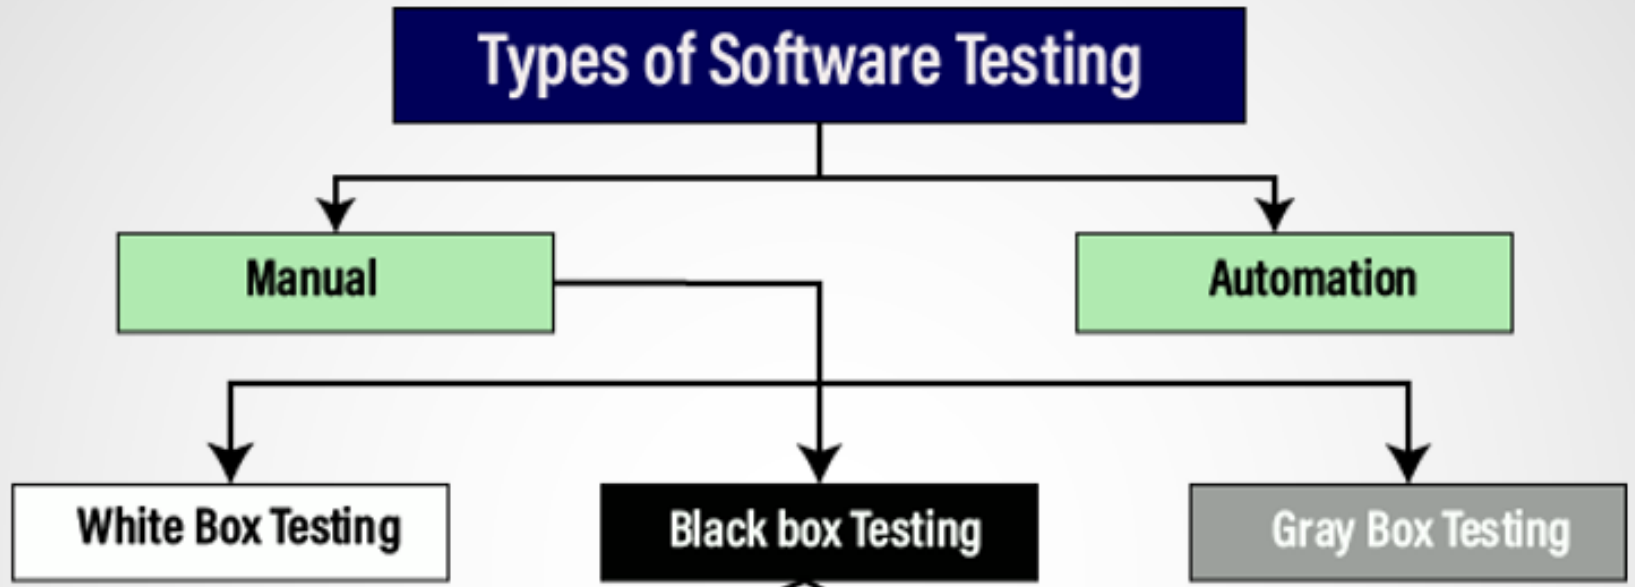 Types of Software Testing
Manual
Automation
White Box Testing
Black box Testing
Gray Box Testing